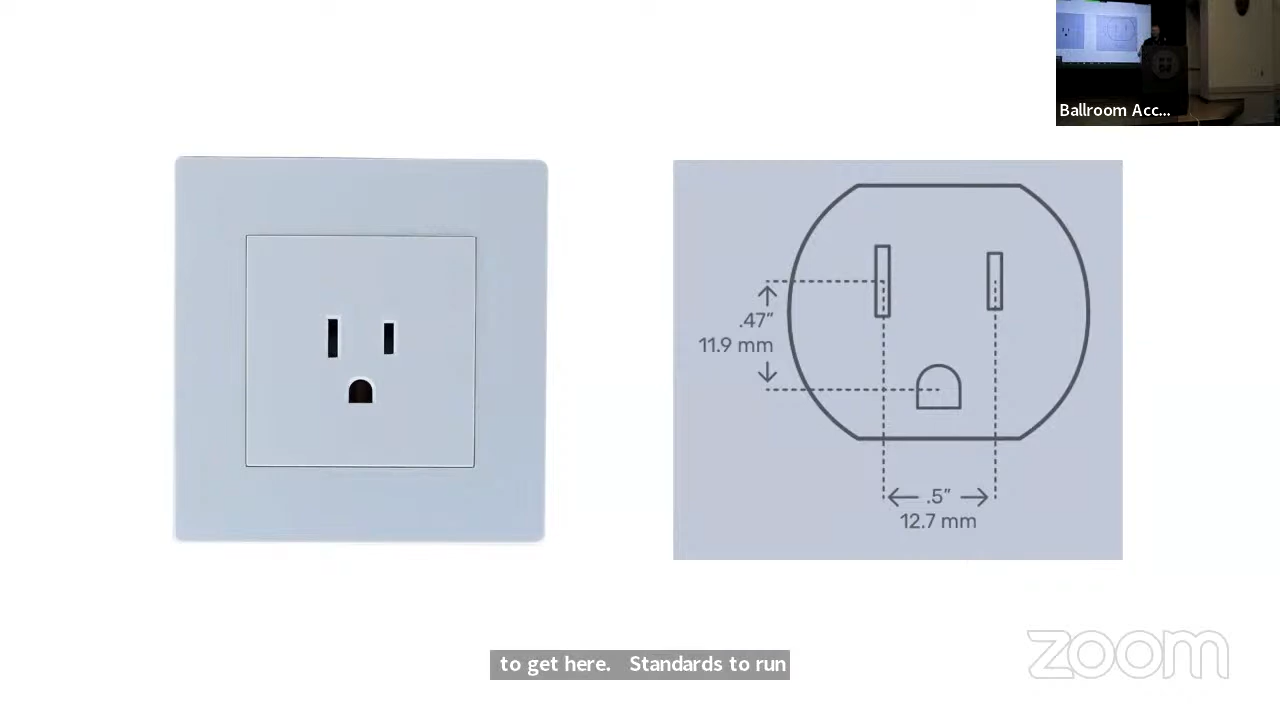 Ballroom Acc...
.47"
11.9 mm
.5"
12.7 mm
to get here. Standards to run
zoom